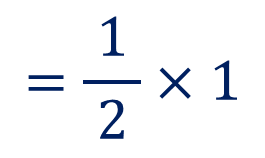 = 1/2 × 1